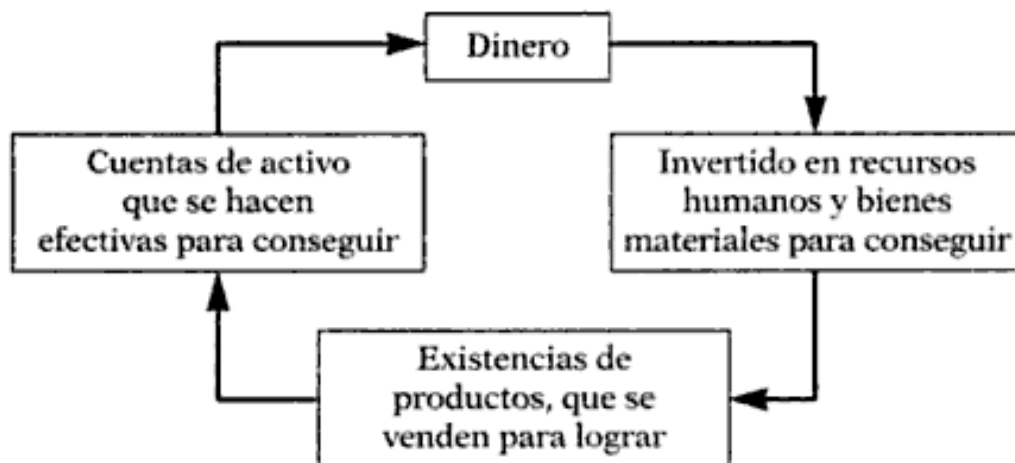 Dinero
Invertido en recursos
humanos y bienes
materiales para conseguir
Existencias de
productos, que se
venden para lograr
Cuentas de activo
que se hacen
efectivas para conseguir